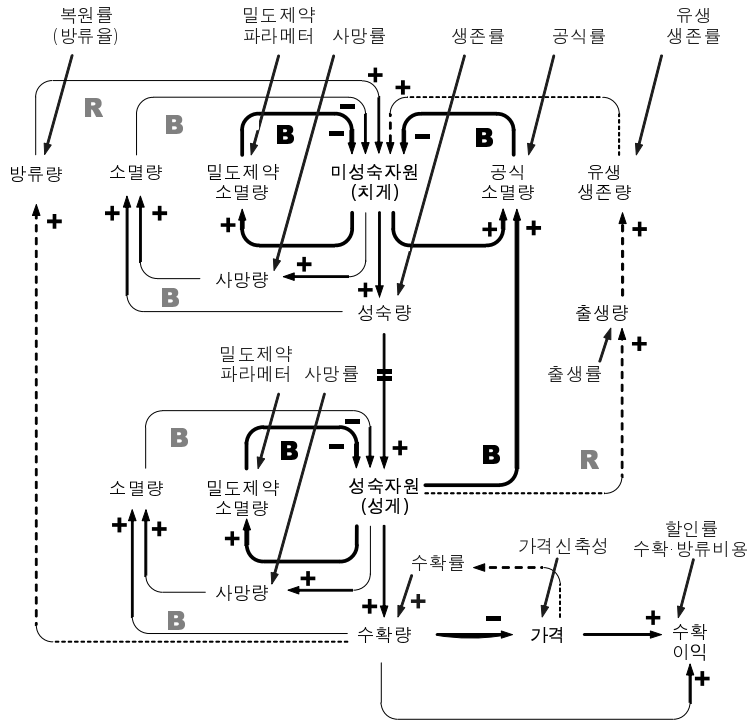 복원률
(방류율)
밀도제약
파라메터
사망률
생존률
공식률
유생
생존률
+
+
R
B
−
B
−
−
B
방류량
소멸량
밀도제약
소멸량
미성숙자원
(치게)
공식
소멸량
유생
생존량
+
+
+
+
+
+
+
사망량
+
B
+
성숙량
출생량
밀도제약
파라메터
사망률
출생률
+
=
B
B
−
−
+
B
R
소멸량
밀도제약
소멸량
성숙자원
(성게)
+
+
+
수확률
가격신축성
할인률
수확·방류비용
사망량
+
B
+
+
수확량
−
가격
+
수확
이익
+